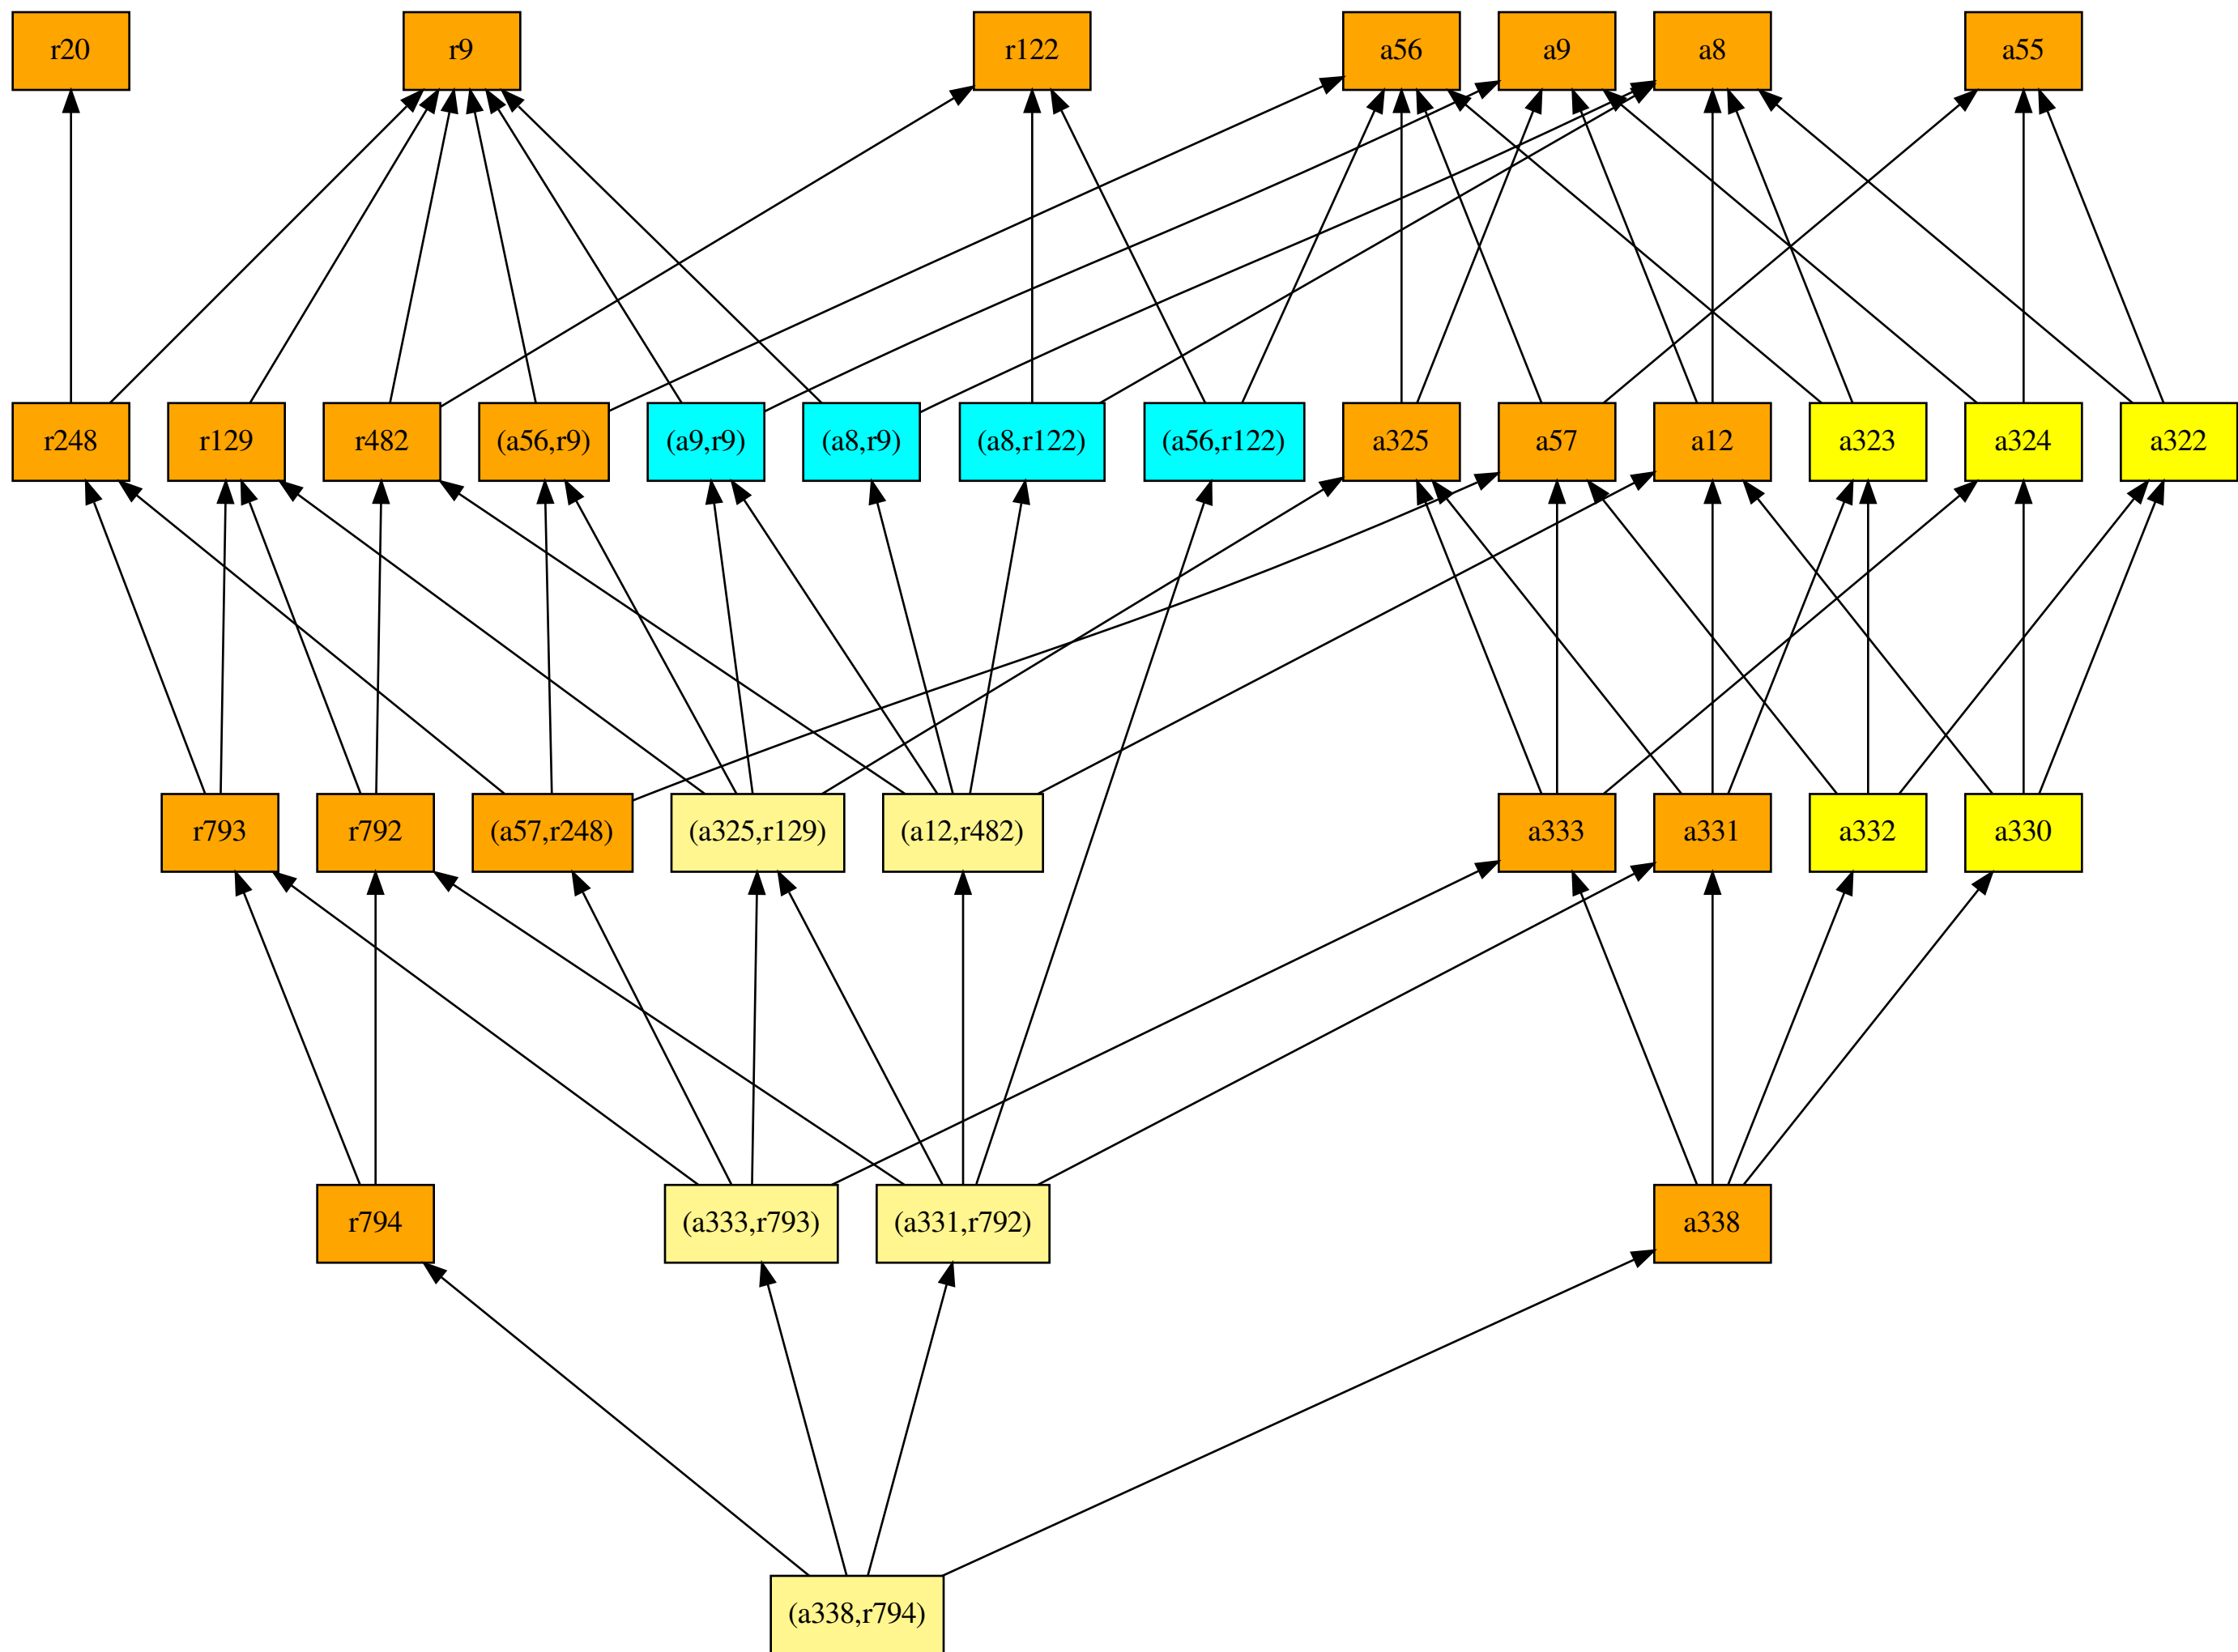 r20
r9
r122
a56
a9
a8
a55
r248
r129
r482
(a56,r9)
(a9,r9)
(a8,r9)
(a8,r122)
(a56,r122)
a325
a57
a12
a323
a324
a322
r793
r792
(a57,r248)
(a325,r129)
(a12,r482)
a333
a331
a332
a330
r794
(a333,r793)
(a331,r792)
a338
(a338,r794)